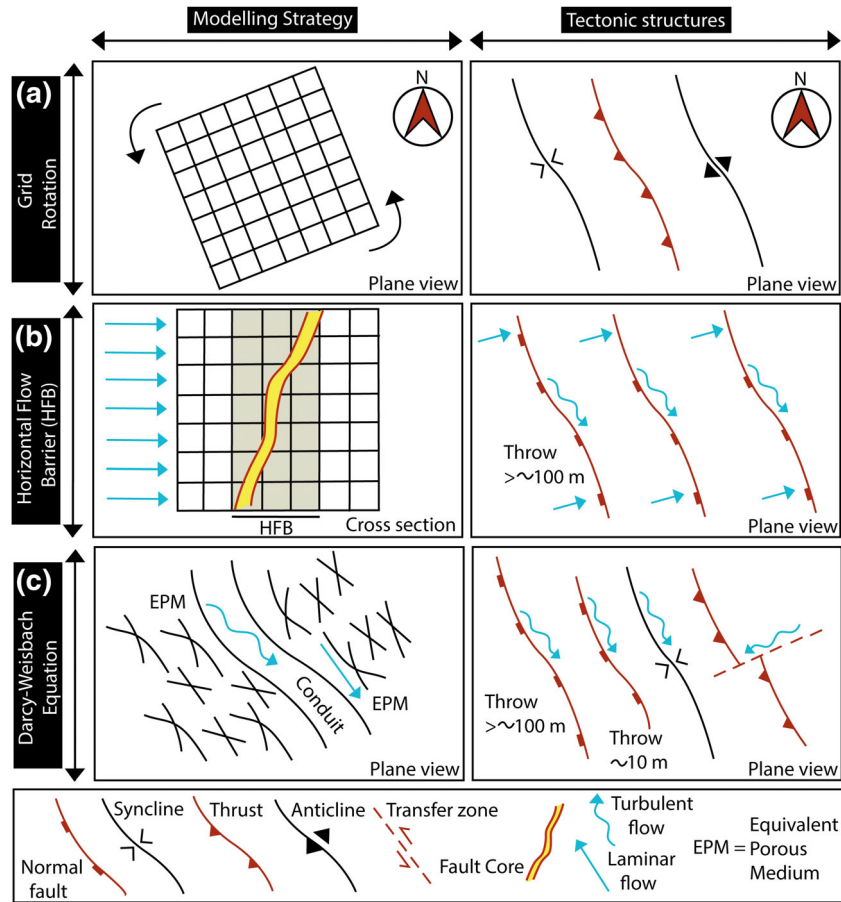 Modelling Strategy
Tectonic structures
(a)
Grid
Rotation
N
Plane view
N
Plane view
(b)
Horizontal Flow
Barrier (HFB)
HFB
Cross section
Throw
>~100 m
Plane view
(c)
Darcy-Weisbach
Equation
EPM
Conduit
EPM
Plane view
Throw
>~100 m
Throw
~10 m
Plane view
Normal
fault
Syncline
Thrust
Anticline
Transfer zone
Fault Core
Turbulent
flow
Laminar
flow
EPM =
Equivalent
Porous
Medium